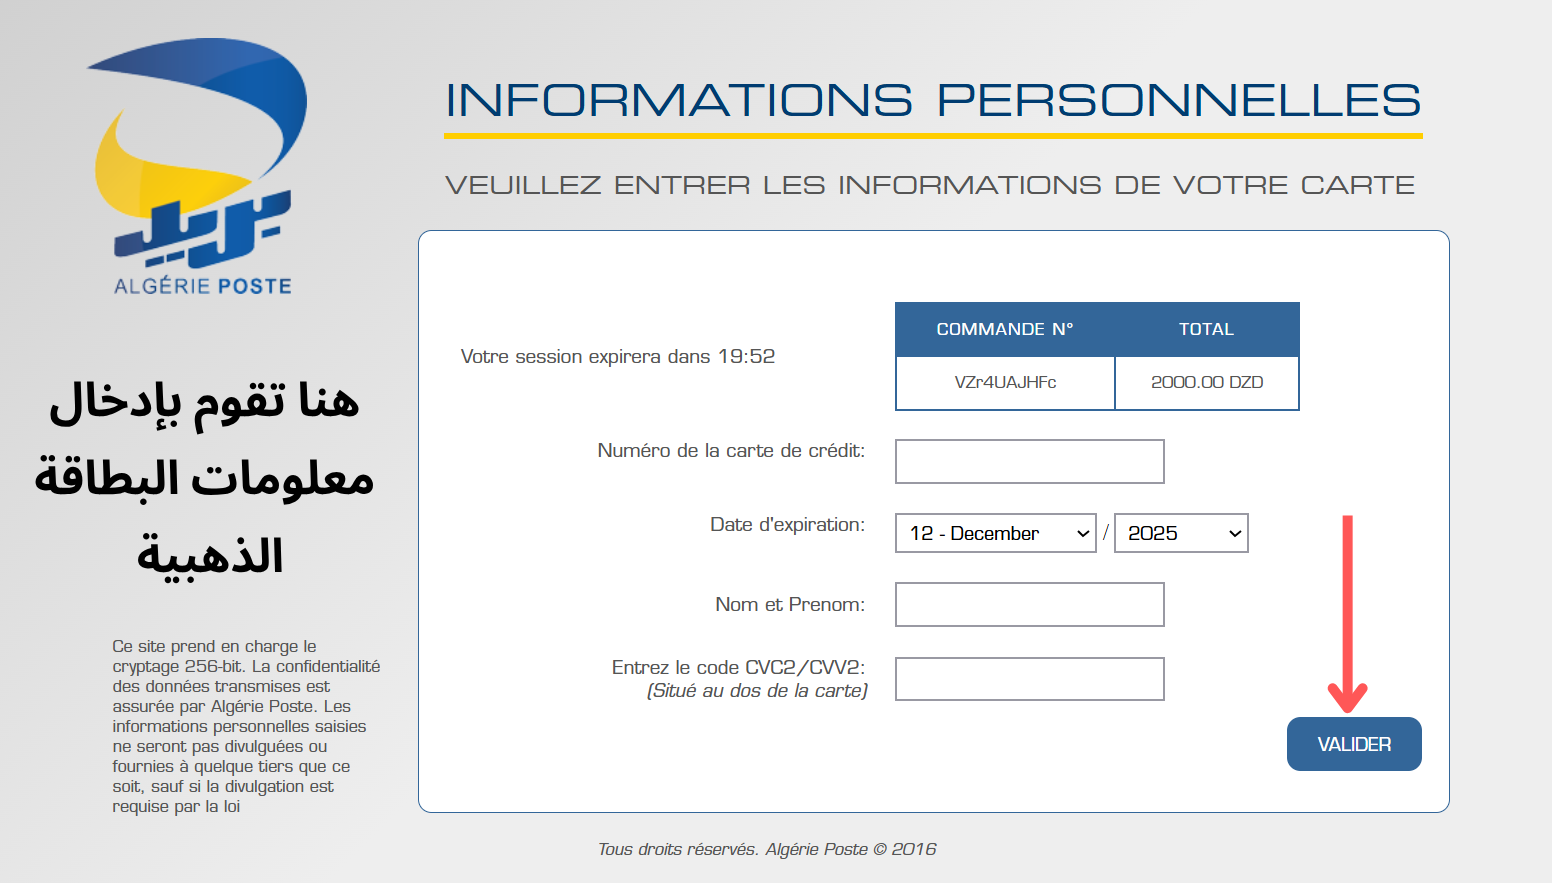 بريد
ALGÉRIE POSTE
هنا تقوم بإدخال
معلومات البطاقة
الذهبية
Ce site prend en charge le
cryptage 256-bit. La confidentialité
des données transmises est
assurée par Algérie Poste. Les
informations personnelles saisies
ne seront pas divulguées ou
fournies à quelque tiers que ce
soit, sauf si la divulgation est
requise par la loi
INFORMATIONS PERSONNELLES
VEUILLEZ ENTRER LES INFORMATIONS DE VOTRE CARTE
Votre session expirera dans 19:52
COMMANDE N° TOTAL
VZr4UAJHFc 2000.00 DZD
Numéro de la carte de crédit:
Date d'expiration: 12 - December / 2025
Nom et Prenom:
Entrez le code CVC2/CVV2:
(Situé au dos de la carte)
VALIDER
Tous droits réservés. Algérie Poste © 2016